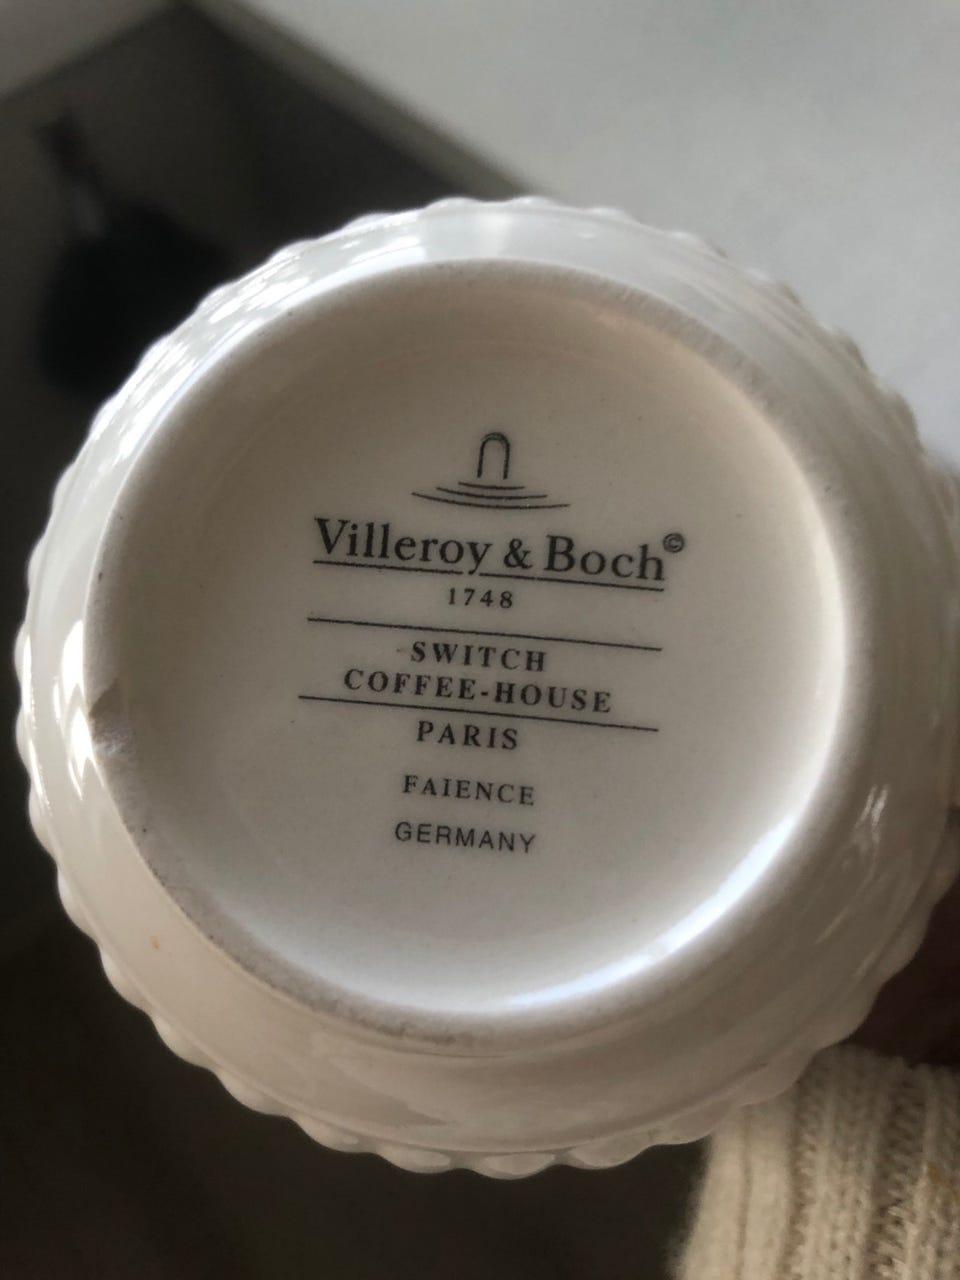 Villeroy & Boch©
1748
SWITCH
COFFEE-HOUSE
PARIS
FAIENCE
GERMANY